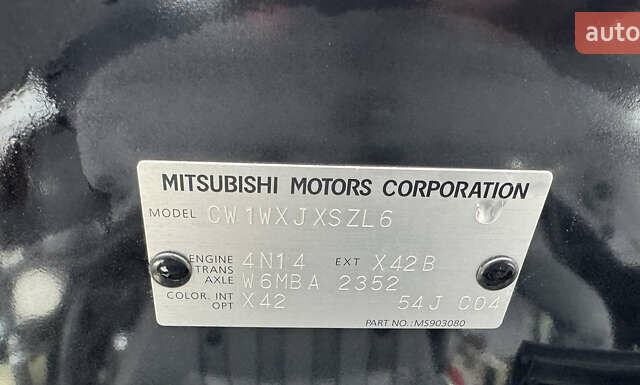 auto
MITSUBISHI MOTORS CORPORATION
MODEL CW1WXJXSZL6
ENGINE 4N14 EXT X42B
TRANS AXLE W6MBA 2352
COLOR. INT OPT X42 54J C04
PART NO.: MS903080